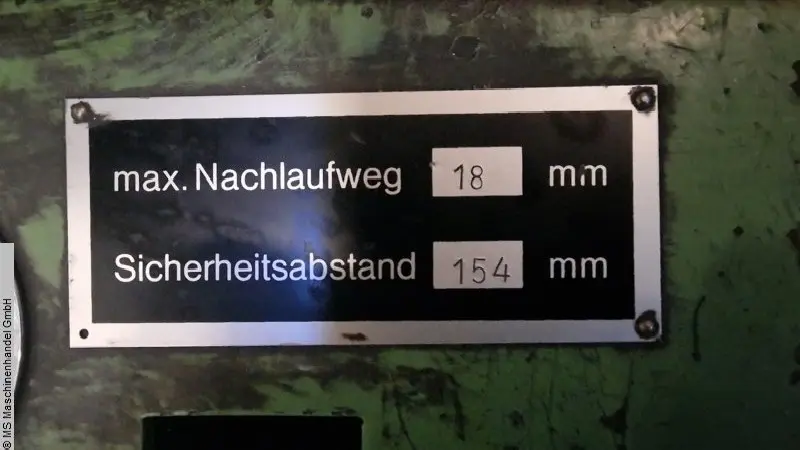 max. Nachlaufweg 18 mm
Sicherheitsabstand 154 mm
© MS Maschinenhandel GmbH